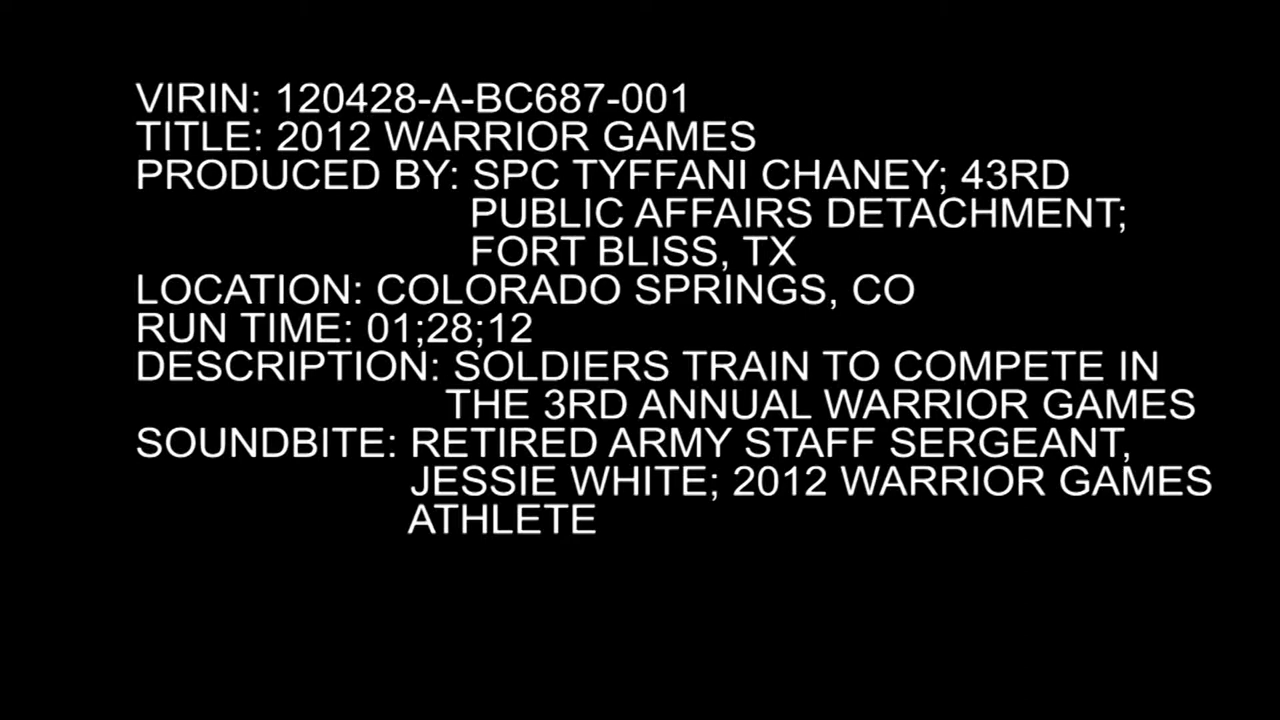 VIRIN: 120428-A-BC687-001
TITLE: 2012 WARRIOR GAMES
PRODUCED BY: SPC TYFFANI CHANEY; 43RD
PUBLIC AFFAIRS DETACHMENT;
FORT BLISS, TX
LOCATION: COLORADO SPRINGS, CO
RUN TIME: 01;28;12
DESCRIPTION: SOLDIERS TRAIN TO COMPETE IN
THE 3RD ANNUAL WARRIOR GAMES
SOUNDBITE: RETIRED ARMY STAFF SERGEANT,
JESSIE WHITE; 2012 WARRIOR GAMES
ATHLETE